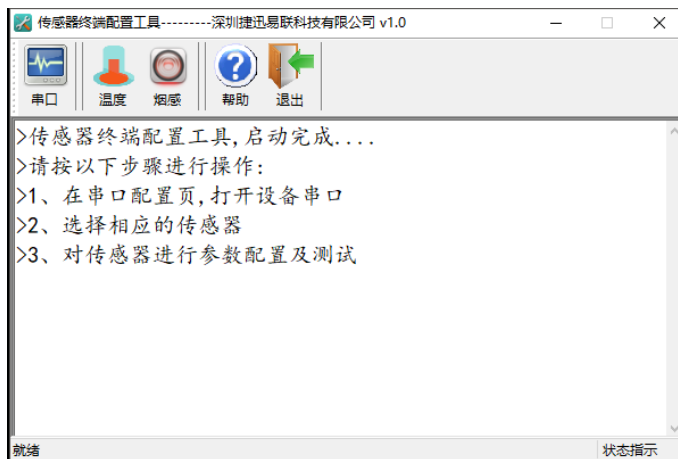 传感器终端配置工具---------深圳捷迅易联科技有限公司 v1.0
串口 温度 烟感 帮助 退出
>传感器终端配置工具,启动完成....
>请按以下步骤进行操作:
>1、在串口配置页,打开设备串口
>2、选择相应的传感器
>3、对传感器进行参数配置及测试
就绪 状态指示